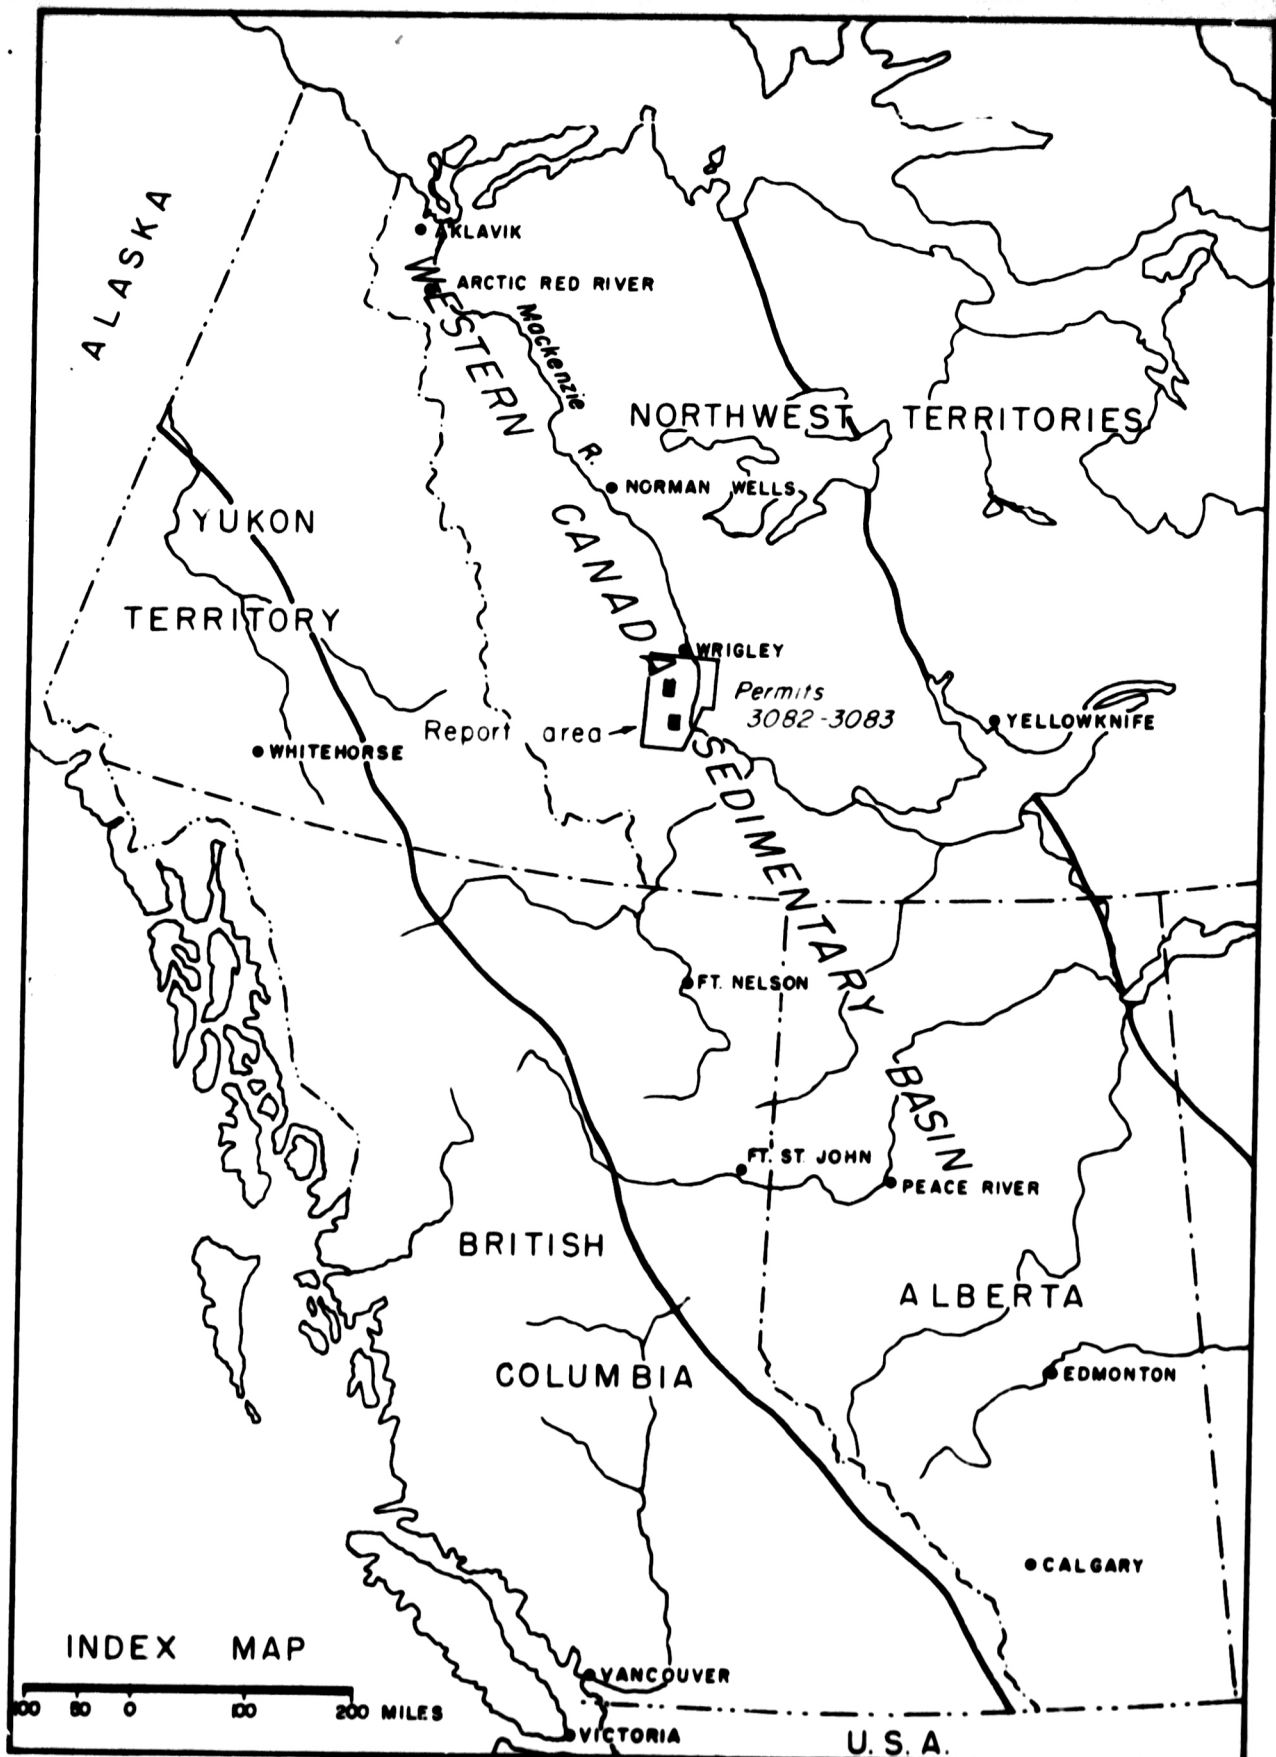 ALASKA
AKLAVIK
ARCTIC RED RIVER
Mackenzie R.
WESTERN CANADA SEDIMENTARY BASIN
NORTHWEST TERRITORIES
NORMAN WELLS
YUKON
TERRITORY
WRIGLEY
Permits
3082-3083
Report area
YELLOWKNIFE
WHITEHORSE
FT. NELSON
FT. ST. JOHN
PEACE RIVER
BRITISH
COLUMBIA
ALBERTA
EDMONTON
CALGARY
INDEX MAP
100 50 0 100 200 MILES
VANCOUVER
VICTORIA
U. S. A.